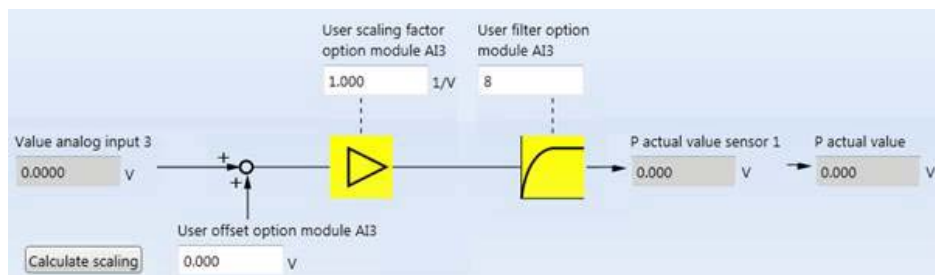 User scaling factor
option module AI3
1.000 1/V
User filter option
module AI3
8
Value analog input 3
0.0000 V
+
+
P actual value sensor 1
0.000 V
P actual value
0.000 V
User offset option module AI3
0.000 V
Calculate scaling